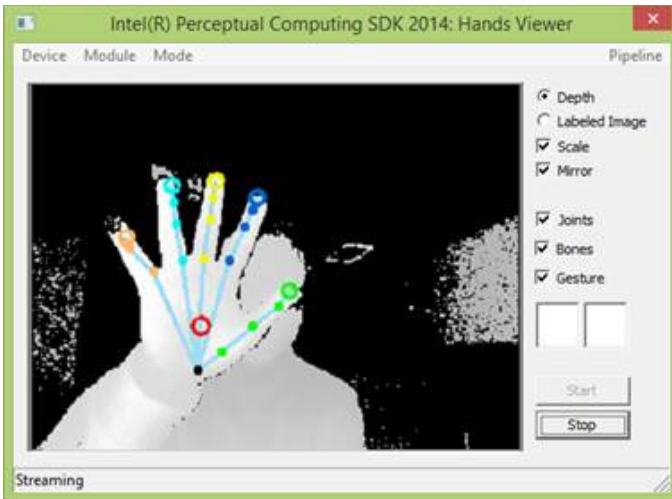 Intel(R) Perceptual Computing SDK 2014: Hands Viewer
Device Module Mode Pipeline
Depth
Labeled Image
Scale
Mirror
Joints
Bones
Gesture
Start
Stop
Streaming